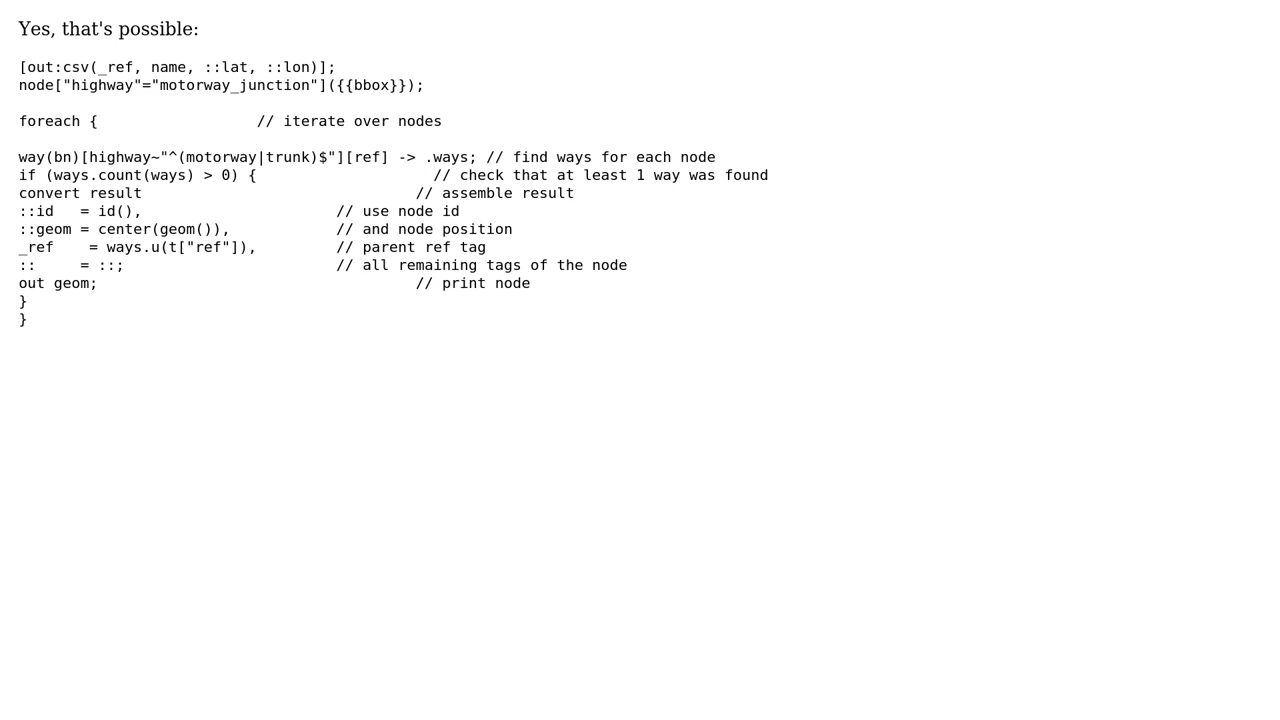 Yes, that's possible:
[out:csv(_ref, name, ::lat, ::lon)];
node["highway"="motorway_junction"]({{bbox}});
foreach {                  // iterate over nodes
way(bn)[highway~"^(motorway|trunk)$"][ref] -> .ways; // find ways for each node
if (ways.count(ways) > 0) {                    // check that at least 1 way was found
convert result                               // assemble result
::id   = id(),                      // use node id
::geom = center(geom()),            // and node position
_ref    = ways.u(t["ref"]),         // parent ref tag
::     = ::;                        // all remaining tags of the node
out geom;                                    // print node
}
}